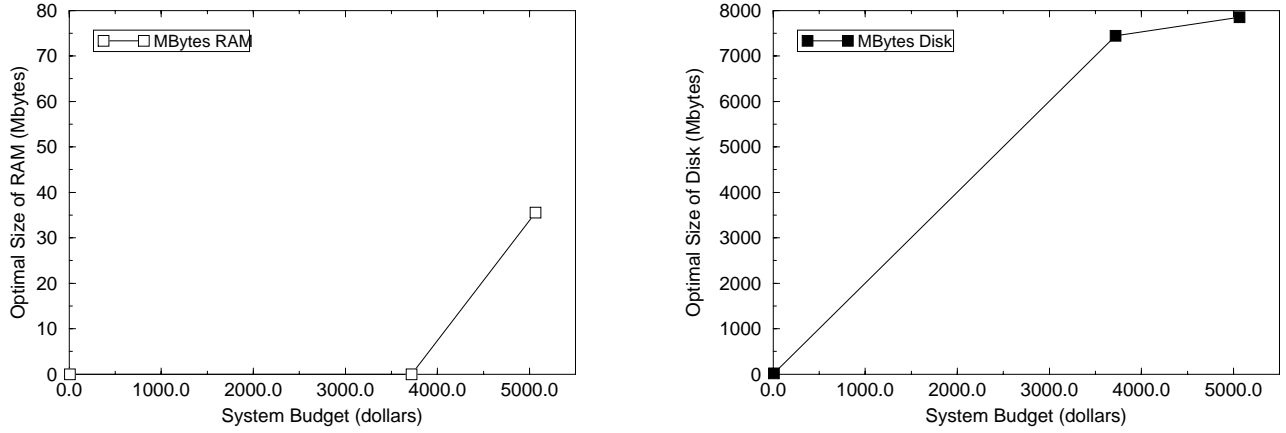 MBytes RAM
80
70
60
50
40
30
20
10
0
Optimal Size of RAM (Mbytes)
0.0 1000.0 2000.0 3000.0 4000.0 5000.0
System Budget (dollars)
MBytes Disk
8000
7000
6000
5000
4000
3000
2000
1000
0
Optimal Size of Disk (Mbytes)
0.0 1000.0 2000.0 3000.0 4000.0 5000.0
System Budget (dollars)